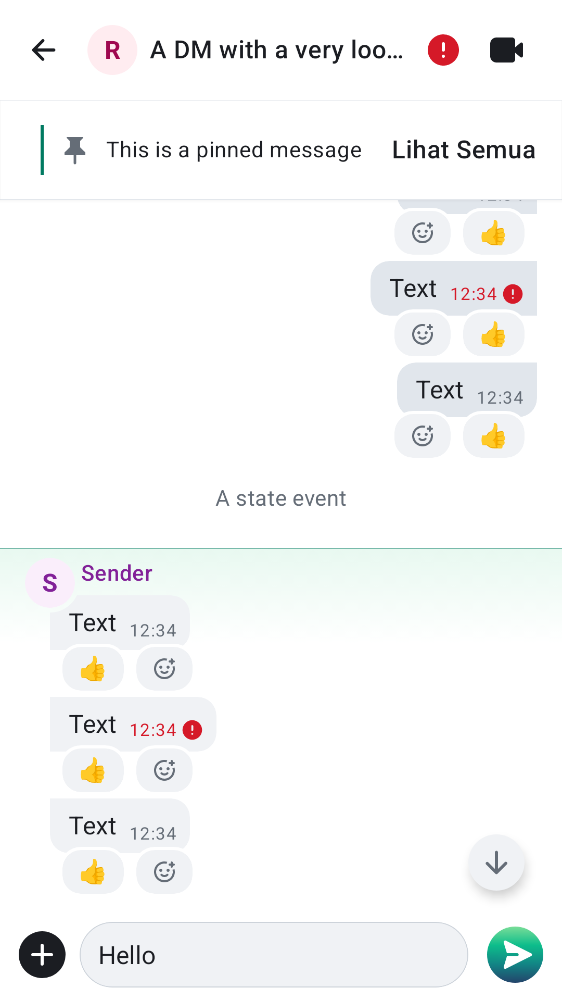 R
A DM with a very loo...
This is a pinned message
Lihat Semua
Text 12:34
Text 12:34
A state event
S
Sender
Text 12:34
Text 12:34
Text 12:34
Hello